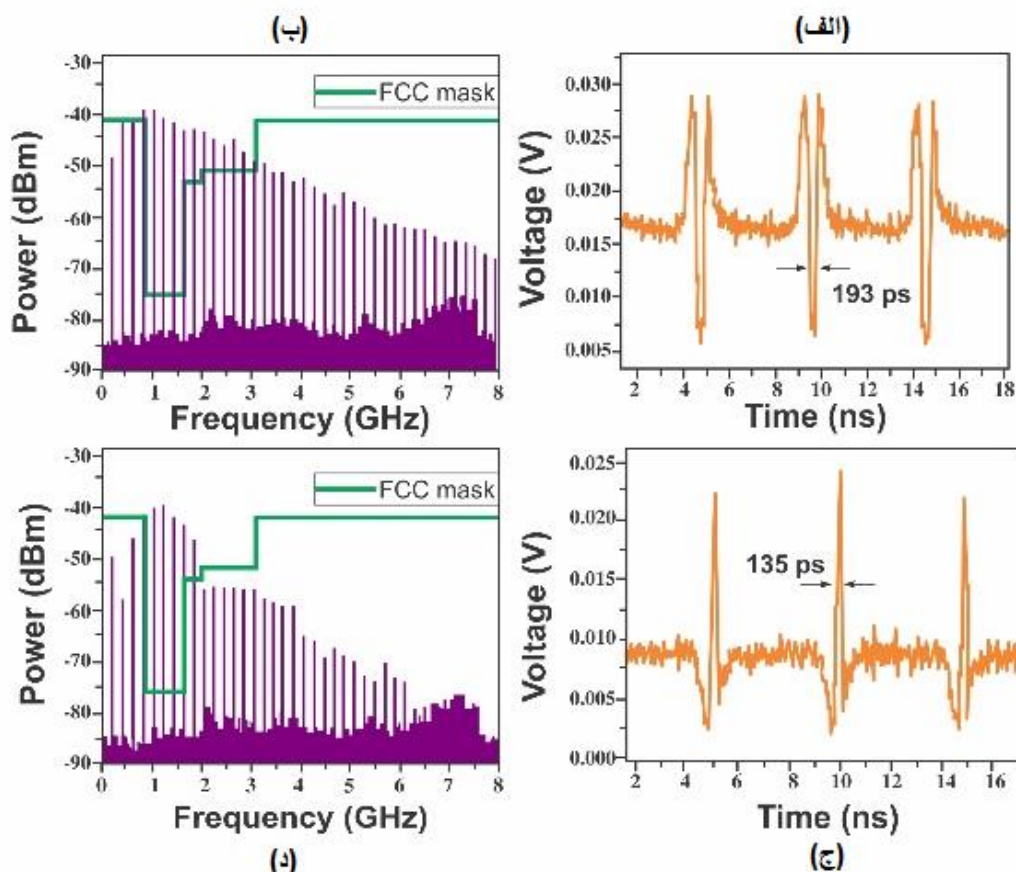 (ب)
-30
-40
-50
-60
-70
-80
-90
Power (dBm)
FCC mask
0 1 2 3 4 5 6 7 8
Frequency (GHz)
(الف)
0.030
0.025
0.020
0.015
0.010
0.005
Voltage (V)
193 ps
2 4 6 8 10 12 14 16 18
Time (ns)
-30
-40
-50
-60
-70
-80
-90
Power (dBm)
FCC mask
0 1 2 3 4 5 6 7 8
Frequency (GHz)
(د)
0.025
0.020
0.015
0.010
0.005
0.000
Voltage (V)
135 ps
2 4 6 8 10 12 14 16
Time (ns)
(ج)